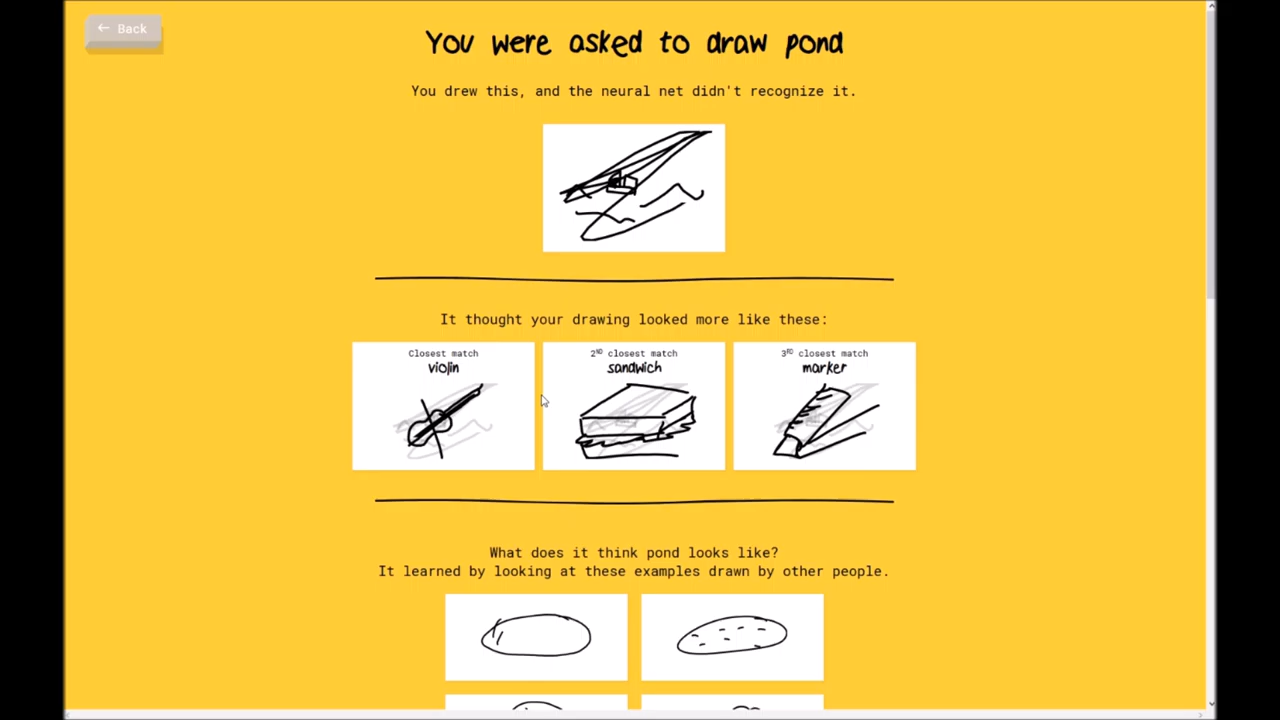 ← Back
You were asked to draw pond
You drew this, and the neural net didn't recognize it.
It thought your drawing looked more like these:
Closest match
violin
2ND closest match
sandwich
3RD closest match
marker
What does it think pond looks like?
It learned by looking at these examples drawn by other people.